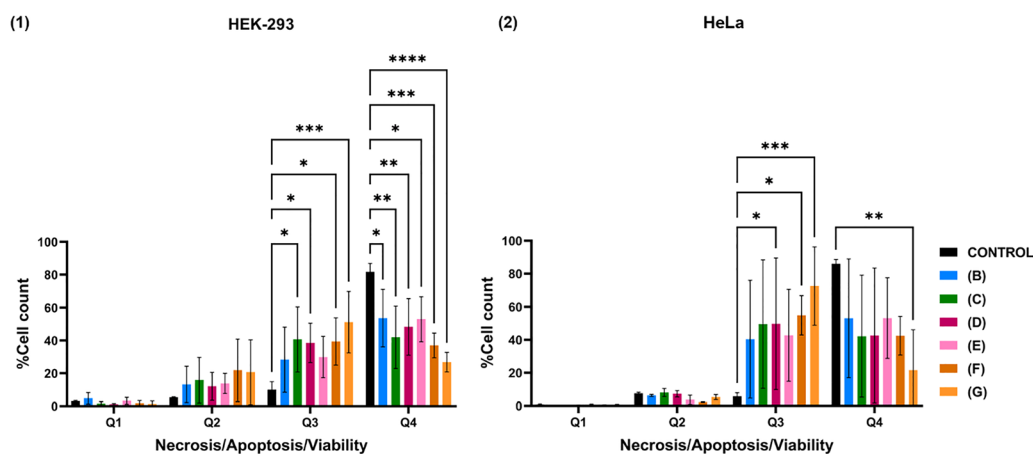 (1)
HEK-293
****
***
*
**
**
*
***
*
*
*
%Cell count
100
80
60
40
20
0
Q1 Q2 Q3 Q4
Necrosis/Apoptosis/Viability
(2)
HeLa
***
*
*
**
%Cell count
100
80
60
40
20
0
Q1 Q2 Q3 Q4
Necrosis/Apoptosis/Viability
CONTROL
(B)
(C)
(D)
(E)
(F)
(G)